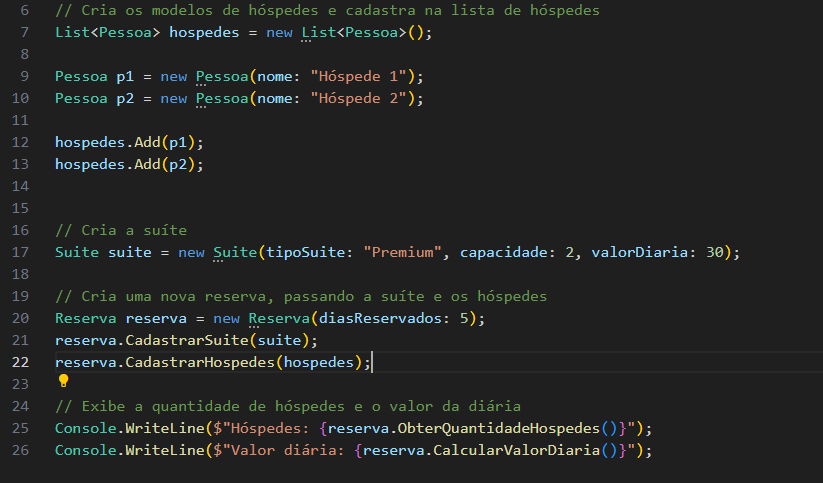 6 // Cria os modelos de hóspedes e cadastra na lista de hóspedes
7 List<Pessoa> hospedes = new List<Pessoa>();
8
9 Pessoa p1 = new Pessoa(nome: "Hóspede 1");
10 Pessoa p2 = new Pessoa(nome: "Hóspede 2");
11
12 hospedes.Add(p1);
13 hospedes.Add(p2);
14
15
16 // Cria a suíte
17 Suite suite = new Suite(tipoSuite: "Premium", capacidade: 2, valorDiaria: 30);
18
19 // Cria uma nova reserva, passando a suíte e os hóspedes
20 Reserva reserva = new Reserva(diasReservados: 5);
21 reserva.CadastrarSuite(suite);
22 reserva.CadastrarHospedes(hospedes);
23
24 // Exibe a quantidade de hóspedes e o valor da diária
25 Console.WriteLine($"Hóspedes: {reserva.ObterQuantidadeHospedes()}");
26 Console.WriteLine($"Valor diária: {reserva.CalcularValorDiaria()}");